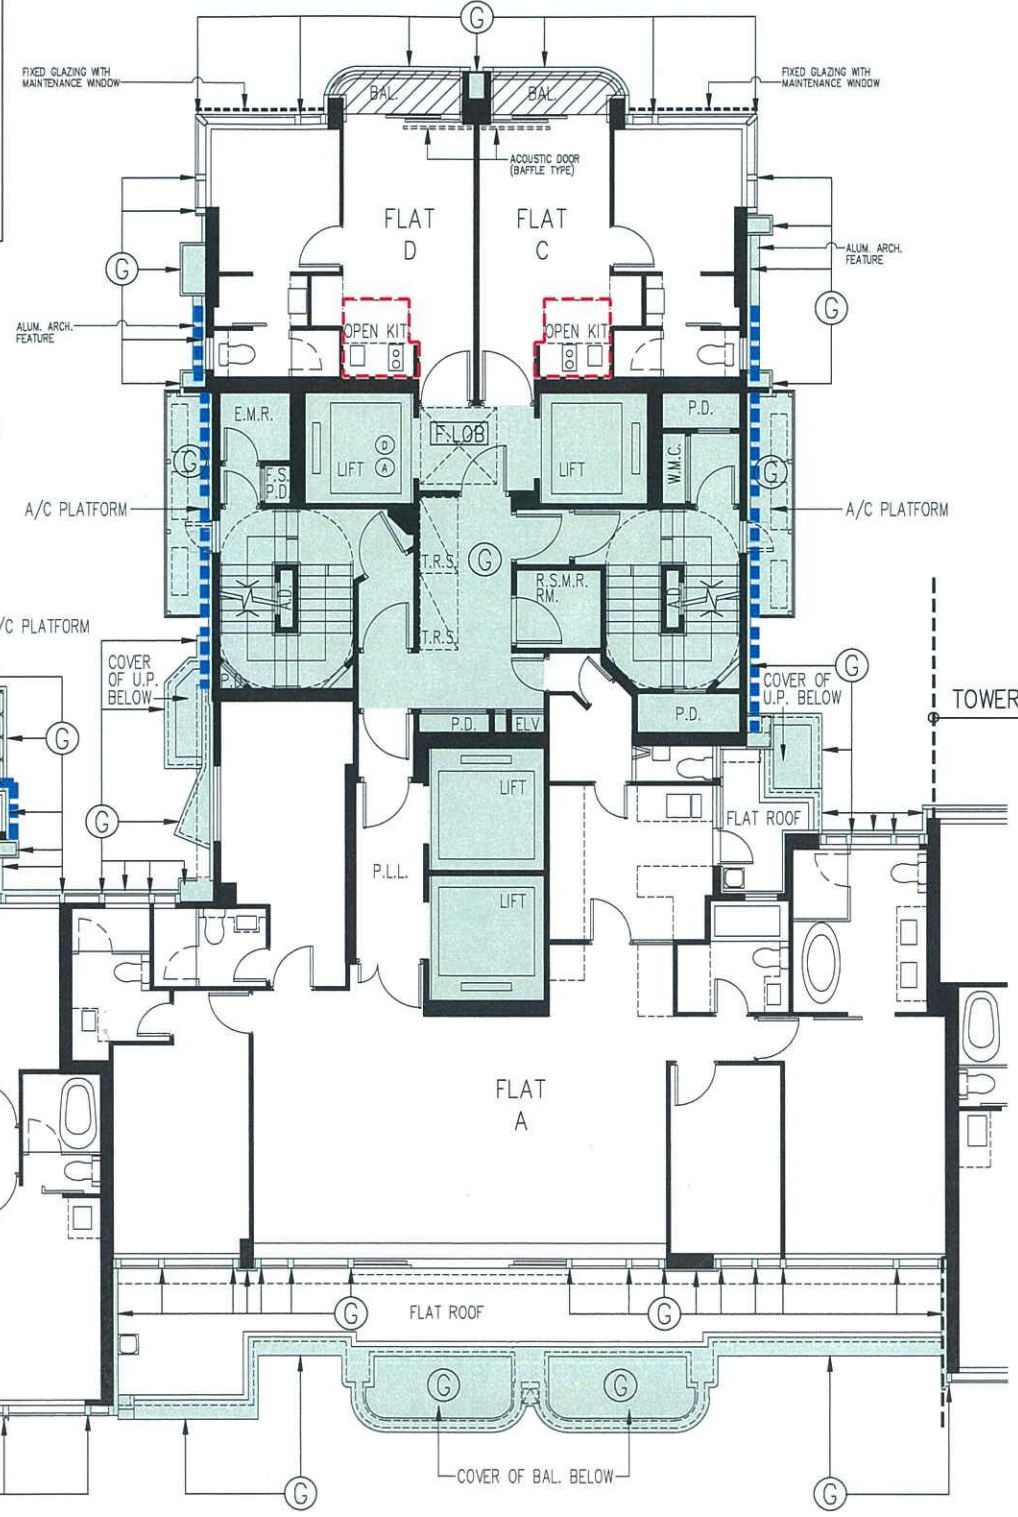 G
FIXED GLAZING WITH
MAINTENANCE WINDOW
FIXED GLAZING WITH
MAINTENANCE WINDOW
BAL.
BAL.
ACOUSTIC DOOR
(BAFFLE TYPE)
FLAT
D
FLAT
C
G
ALUM. ARCH.
FEATURE
G
ALUM. ARCH.
FEATURE
OPEN KIT
OPEN KIT
E.M.R.
P.D.
F.LOB
D
A
LIFT
LIFT
W.M.C.
G
G
F.S.
P.D.
A/C PLATFORM
A/C PLATFORM
T.R.S.
G
R.S.M.R.
RM.
A.D.
A.D.
/C PLATFORM
T.R.S.
COVER
OF U.P.
BELOW
P.D.
G
COVER OF
U.P. BELOW
TOWER
P.D.
P.D.
ELV
G
LIFT
G
FLAT ROOF
P.L.L.
LIFT
FLAT
A
G
FLAT ROOF
G
G
G
COVER OF BAL. BELOW
G
G